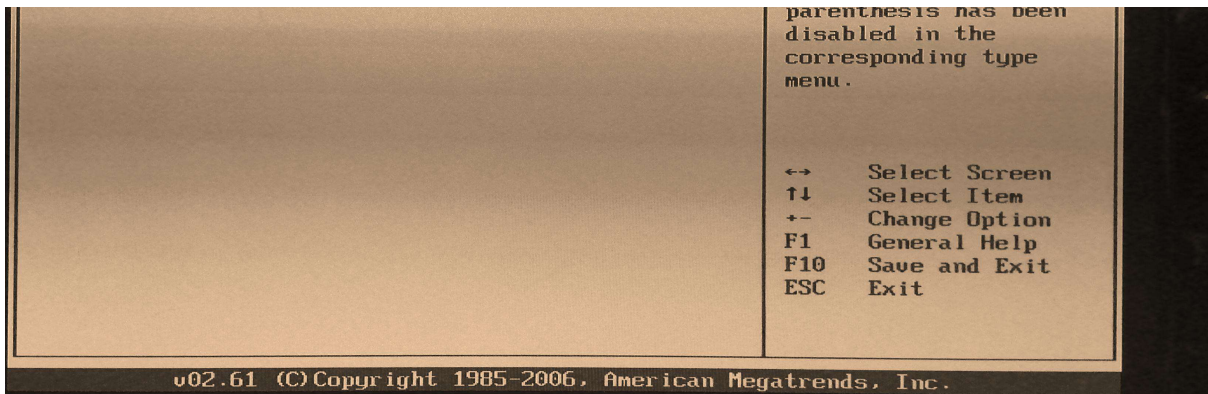 parenthesis has been
disabled in the
corresponding type
menu.
←→ Select Screen
↑↓ Select Item
+- Change Option
F1 General Help
F10 Save and Exit
ESC Exit
v02.61 (C)Copyright 1985-2006, American Megatrends, Inc.